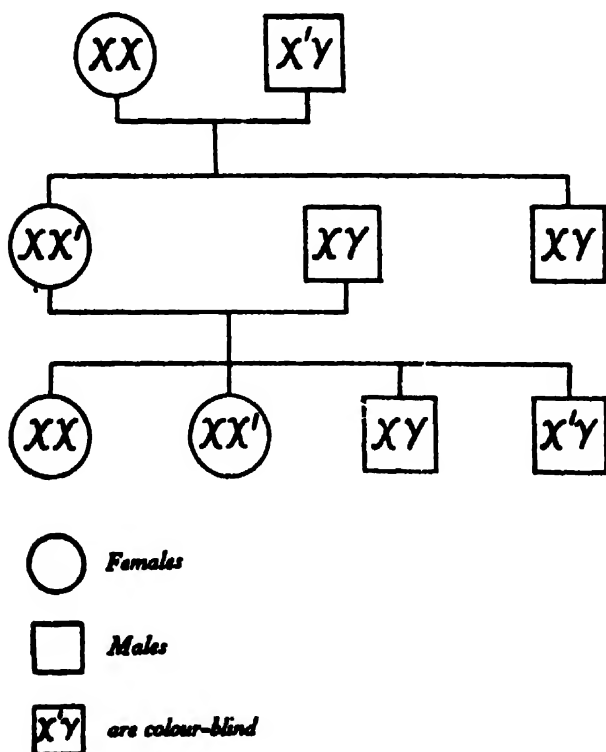 XX X'Y
XX' XY XY
XX XX' XY X'Y
Females
Males
X'Y are colour-blind